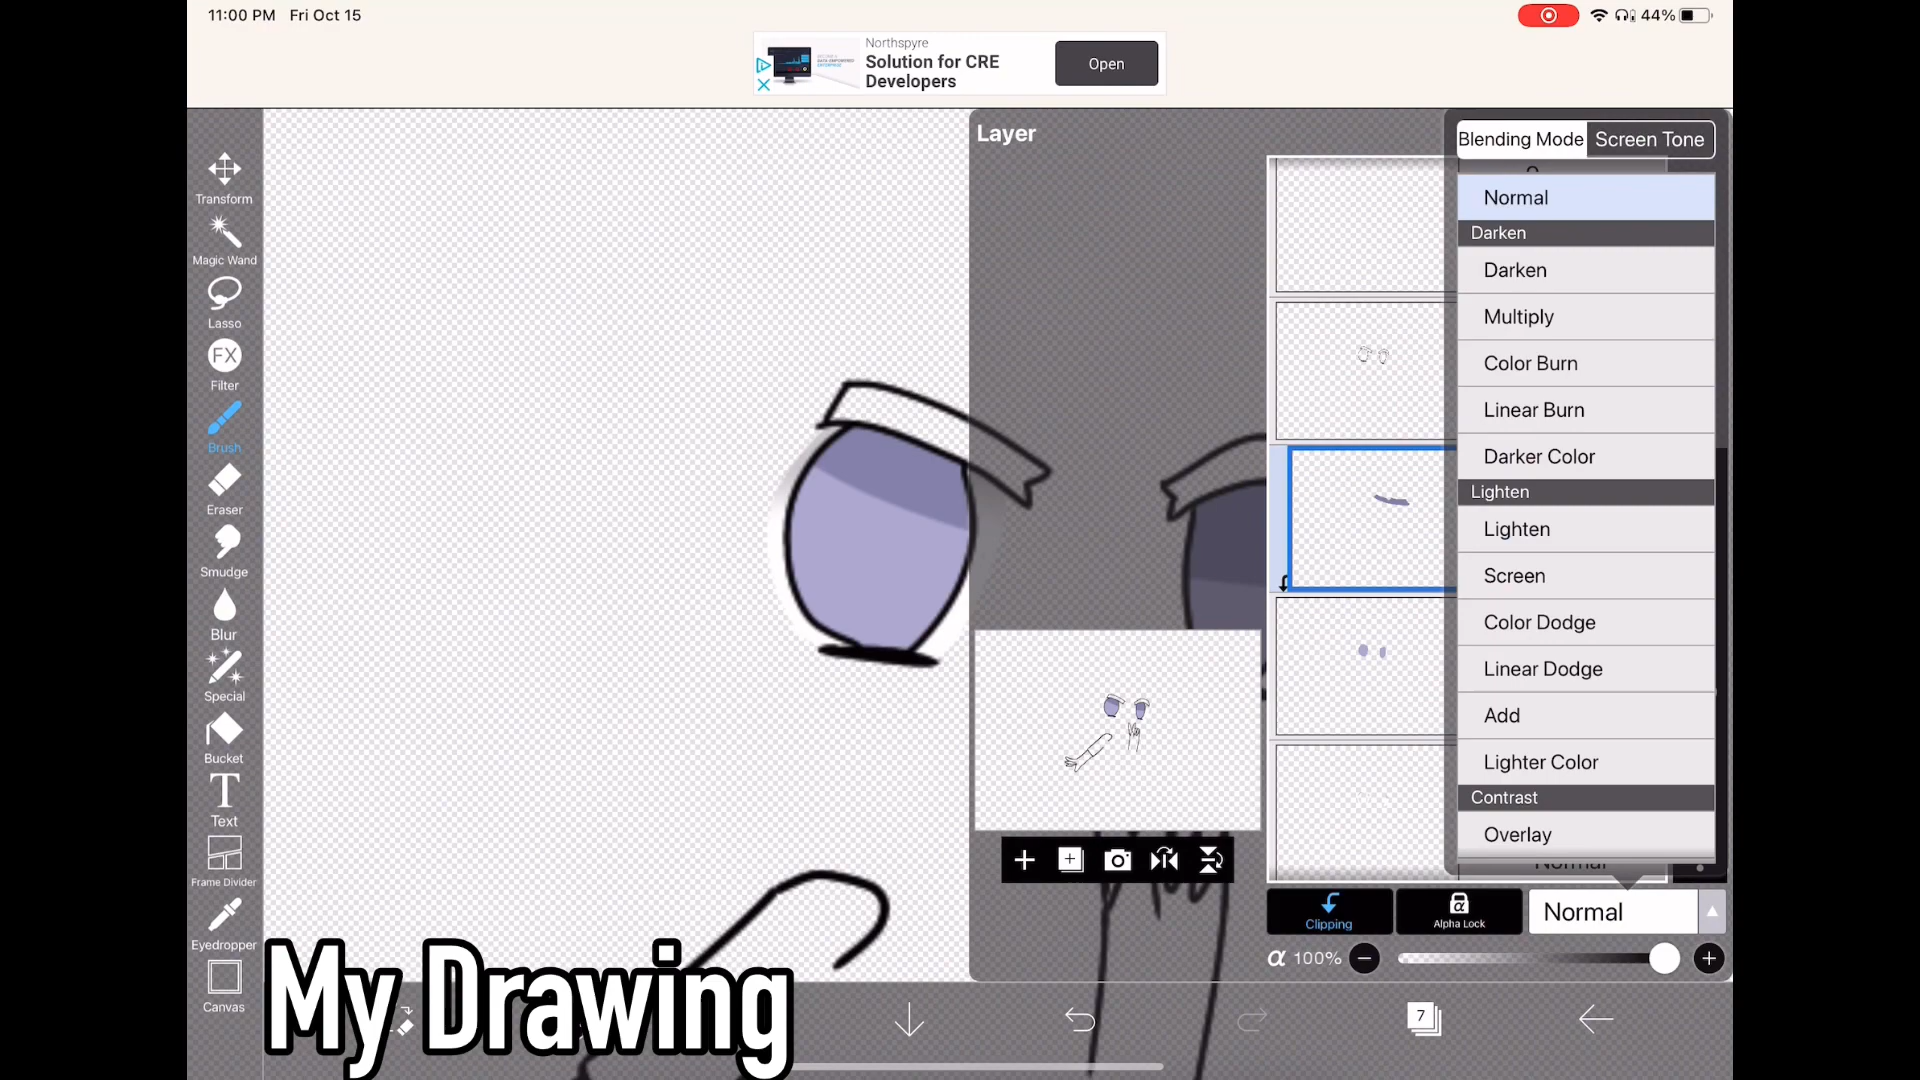 11:00 PM Fri Oct 15
44%
Northspyre
Solution for CRE
Developers
Open
Layer
Blending Mode
Screen Tone
Transform
Magic Wand
Lasso
FX
Filter
Brush
Eraser
Smudge
Blur
Special
Bucket
T
Text
Frame Divider
Eyedropper
Canvas
Normal
Darken
Darken
Multiply
Color Burn
Linear Burn
Darker Color
Lighten
Lighten
Screen
Color Dodge
Linear Dodge
Add
Lighter Color
Contrast
Overlay
Normal
Clipping
α
Alpha Lock
Normal
α 100%
7
My Drawing